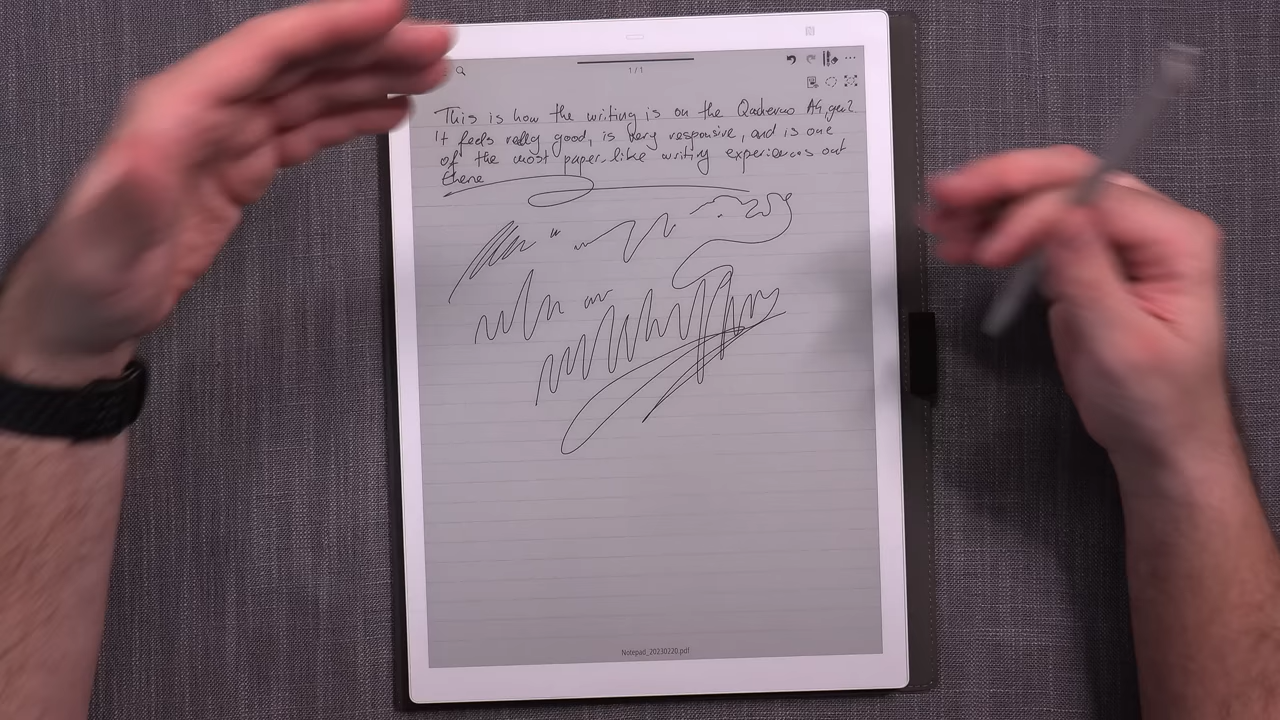 1/1
This is how the writing is on the Quaderno A4 gen2
It feels really good, is very responsive, and is one
of the most paper-like writing experiences out
there
Notepad_20230220.pdf